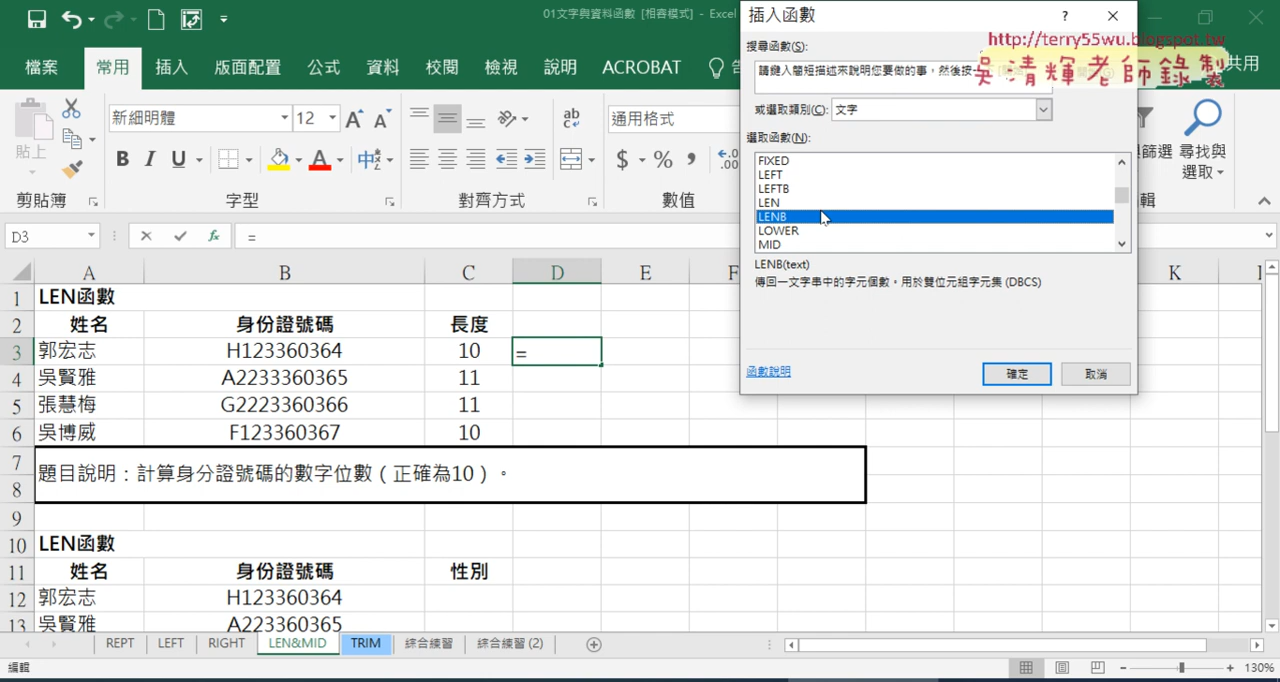 01文字與資料函數 [相容模式] - Excel
插入函數
?
http://terry55wu.blogspot.tw
吳清輝老師錄製
檔案 常用 插入 版面配置 公式 資料 校閱 檢視 說明 ACROBAT 告 共用
搜尋函數(S):
請鍵入簡短描述來說明您要做的事，然後按一下 [
或選取類別(C): 文字
選取函數(N):
FIXED
LEFT
LEFTB
LEN
LENB
LOWER
MID
LENB(text)
傳回一文字串中的字元個數，用於雙位元組字元集 (DBCS)
函數說明
確定 取消
貼上
新細明體 12
B I U
ab
通用格式
$ % ,
.00
中
尋找與
選取
剪貼簿 字型 對齊方式 數值
D3 fx =
A B C D E F K
1 LEN函數
2 姓名 身份證號碼 長度
3 郭宏志 H123360364 10 =
4 吳賢雅 A2233360365 11
5 張慧梅 G2223360366 11
6 吳博威 F123360367 10
7 題目說明：計算身分證號碼的數字位數（正確為10）。
8
9
10 LEN函數
11 姓名 身份證號碼 性別
12 郭宏志 H123360364
13 吳賢雅 A223360365
REPT LEFT RIGHT LEN&MID TRIM 綜合練習 綜合練習 (2)
編輯
130%